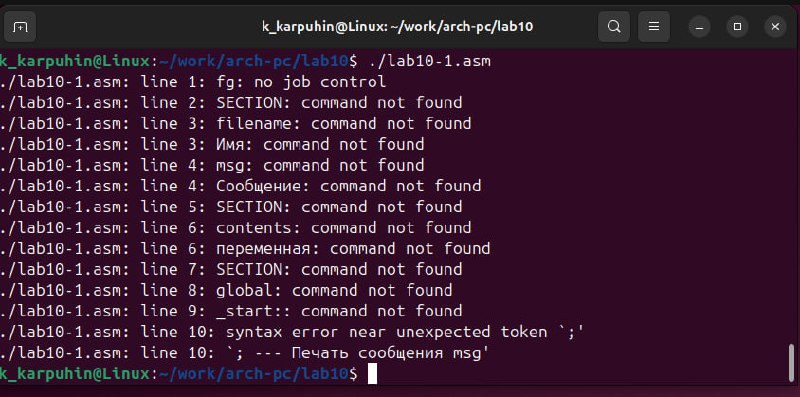 k_karpuhin@Linux: ~/work/arch-pc/lab10
k_karpuhin@Linux:~/work/arch-pc/lab10$ ./lab10-1.asm
./lab10-1.asm: line 1: fg: no job control
./lab10-1.asm: line 2: SECTION: command not found
./lab10-1.asm: line 3: filename: command not found
./lab10-1.asm: line 3: Имя: command not found
./lab10-1.asm: line 4: msg: command not found
./lab10-1.asm: line 4: Сообщение: command not found
./lab10-1.asm: line 5: SECTION: command not found
./lab10-1.asm: line 6: contents: command not found
./lab10-1.asm: line 6: переменная: command not found
./lab10-1.asm: line 7: SECTION: command not found
./lab10-1.asm: line 8: global: command not found
./lab10-1.asm: line 9: _start:: command not found
./lab10-1.asm: line 10: syntax error near unexpected token `;'
./lab10-1.asm: line 10: `; --- Печать сообщения msg'
k_karpuhin@Linux:~/work/arch-pc/lab10$